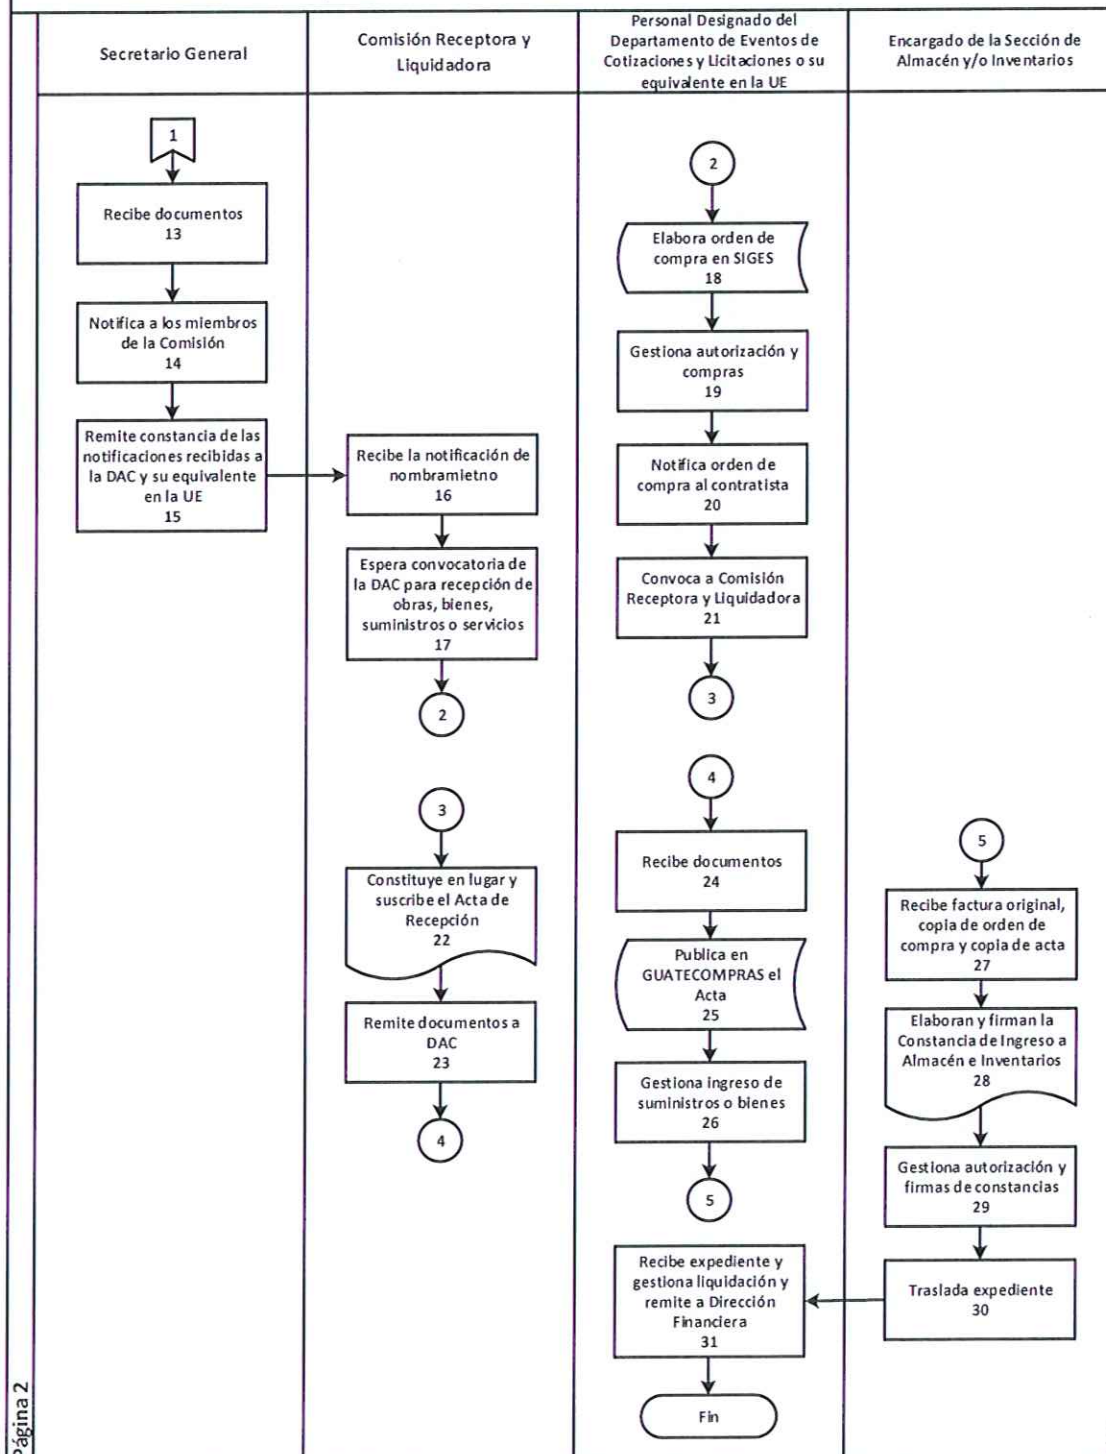 Secretario General
Comisión Receptora y
Liquidadora
Personal Designado del
Departamento de Eventos de
Cotizaciones y Licitaciones o su
equivalente en la UE
Encargado de la Sección de
Almacén y/o Inventarios
1
Recibe documentos
13
Notifica a los miembros
de la Comisión
14
Remite constancia de las
notificaciones recibidas a
la DAC y su equivalente
en la UE
15
Recibe la notificación de
nombramietno
16
Espera convocatoria de
la DAC para recepción de
obras, bienes,
suministros o servicios
17
2
2
Elabora orden de
compra en SIGES
18
Gestiona autorización y
compras
19
Notifica orden de
compra al contratista
20
Convoca a Comisión
Receptora y Liquidadora
21
3
3
Constituye en lugar y
suscribe el Acta de
Recepción
22
Remite documentos a
DAC
23
4
4
Recibe documentos
24
Publica en
GUATECOMPRAS el
Acta
25
Gestiona ingreso de
suministros o bienes
26
5
5
Recibe factura original,
copia de orden de
compra y copia de acta
27
Elaboran y firman la
Constancia de Ingreso a
Almacén e Inventarios
28
Gestiona autorización y
firmas de constancias
29
Traslada expediente
30
Recibe expediente y
gestiona liquidación y
remite a Dirección
Financiera
31
Fin
Página 2